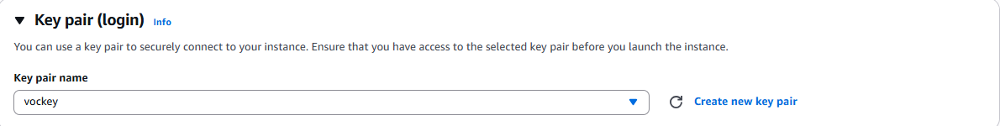 Key pair (login) Info
You can use a key pair to securely connect to your instance. Ensure that you have access to the selected key pair before you launch the instance.
Key pair name
vockey Create new key pair